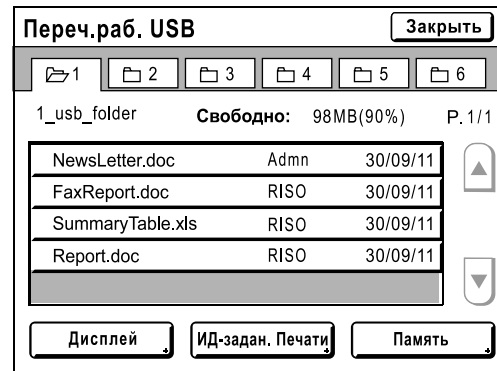 Переч.раб. USB Закрыть
1 2 3 4 5 6
1_usb_folder Свободно: 98MB(90%) P.1/1
NewsLetter.doc Admn 30/09/11
FaxReport.doc RISO 30/09/11
SummaryTable.xls RISO 30/09/11
Report.doc RISO 30/09/11
Дисплей ИД-задан. Печати Память